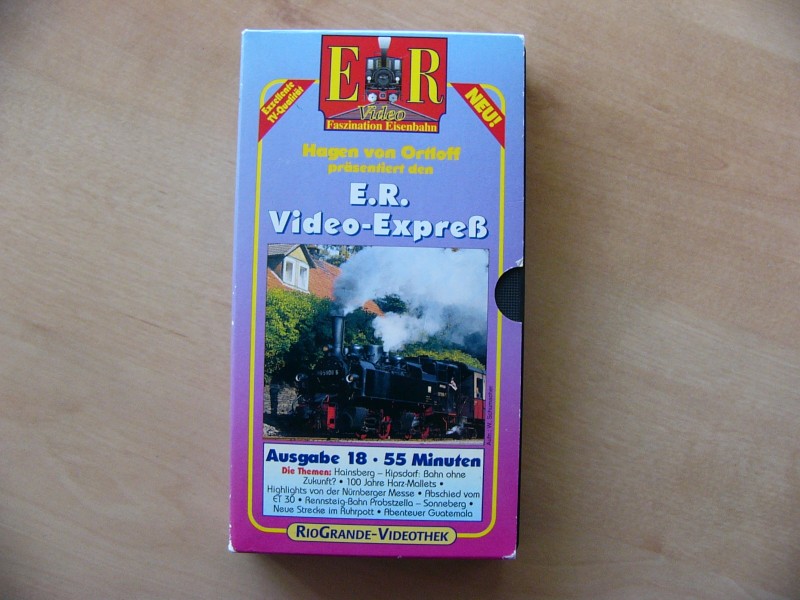 E R
Video
Faszination Eisenbahn
Exzellente
TV-Qualität
NEU!
Hagen von Ortloff
präsentiert den
E.R.
Video-Expreß
Ausgabe 18 • 55 Minuten
Die Themen: Hainsberg – Kipsdorf: Bahn ohne
Zukunft? • 100 Jahre Harz-Mallets •
Highlights von der Nürnberger Messe • Abschied vom
ET 30 • Rennsteig-Bahn Probstzella – Sonneberg •
Neue Strecke im Ruhrpott • Abenteuer Guatemala
RIOGRANDE-VIDEOTHEK